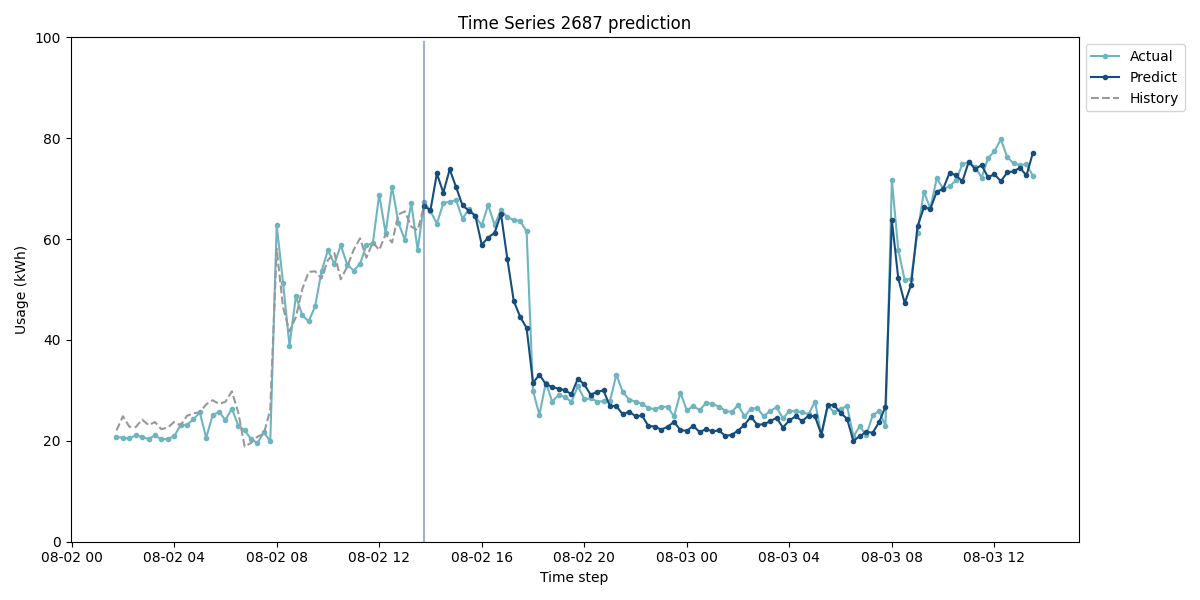 Time Series 2687 prediction
100
80
60
40
20
0
Usage (kWh)
08-02 00
08-02 04
08-02 08
08-02 12
08-02 16
08-02 20
08-03 00
08-03 04
08-03 08
08-03 12
Time step
Actual
Predict
History